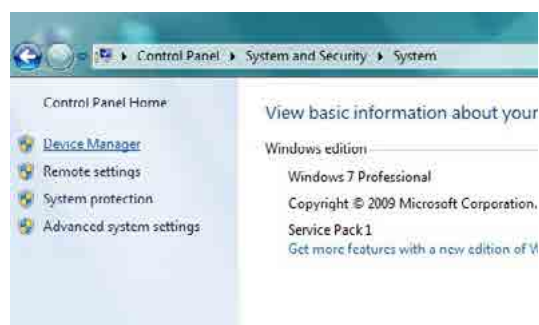 Control Panel ▸ System and Security ▸ System
Control Panel Home
Device Manager
Remote settings
System protection
Advanced system settings
View basic information about your
Windows edition
Windows 7 Professional
Copyright © 2009 Microsoft Corporation.
Service Pack 1
Get more features with a new edition of W